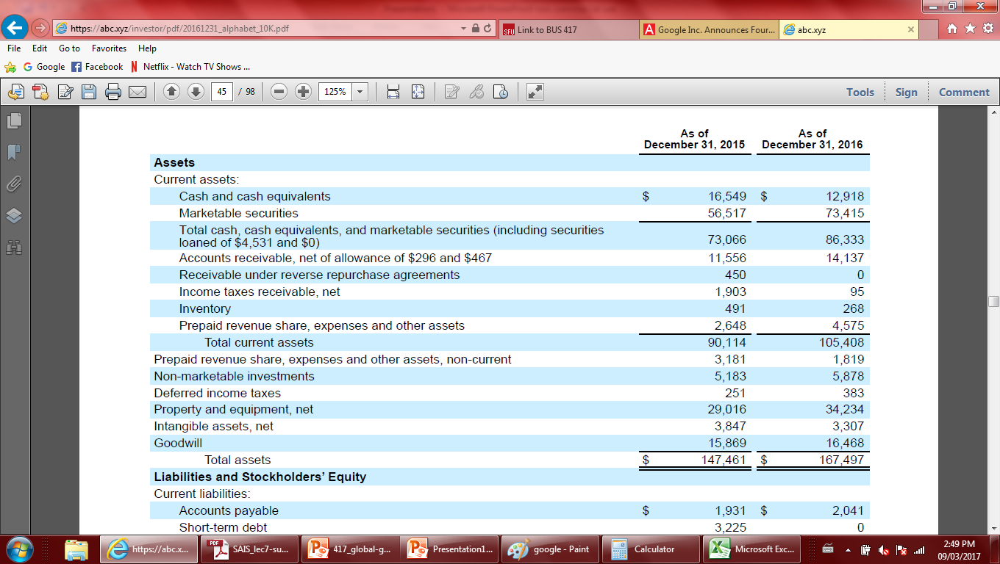 https://abc.xyz/investor/pdf/20161231_alphabet_10K.pdf
SFU Link to BUS 417
Google Inc. Announces Four...
abc.xyz
File Edit Go to Favorites Help
Google Facebook Netflix - Watch TV Shows ...
45 / 98 125% Tools Sign Comment
As of As of
December 31, 2015 December 31, 2016
Assets
Current assets:
Cash and cash equivalents $ 16,549 $ 12,918
Marketable securities 56,517 73,415
Total cash, cash equivalents, and marketable securities (including securities
loaned of $4,531 and $0) 73,066 86,333
Accounts receivable, net of allowance of $296 and $467 11,556 14,137
Receivable under reverse repurchase agreements 450 0
Income taxes receivable, net 1,903 95
Inventory 491 268
Prepaid revenue share, expenses and other assets 2,648 4,575
Total current assets 90,114 105,408
Prepaid revenue share, expenses and other assets, non-current 3,181 1,819
Non-marketable investments 5,183 5,878
Deferred income taxes 251 383
Property and equipment, net 29,016 34,234
Intangible assets, net 3,847 3,307
Goodwill 15,869 16,468
Total assets $ 147,461 $ 167,497
Liabilities and Stockholders’ Equity
Current liabilities:
Accounts payable $ 1,931 $ 2,041
Short-term debt 3,225 0
https://abc.x... SAIS_lec7-su... 417_global-g... Presentation1... google - Paint Calculator Microsoft Exc... 2:49 PM
09/03/2017